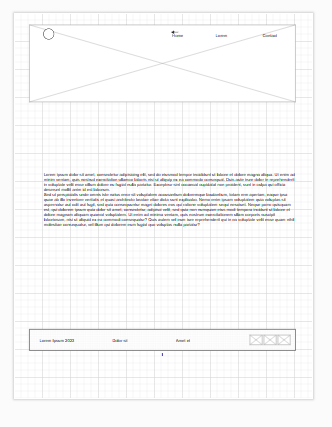 Home Lorem Contact
Lorem ipsum dolor sit amet, consectetur adipiscing elit, sed do eiusmod tempor incididunt ut labore et dolore magna aliqua. Ut enim ad
minim veniam, quis nostrud exercitation ullamco laboris nisi ut aliquip ex ea commodo consequat. Duis aute irure dolor in reprehenderit
in voluptate velit esse cillum dolore eu fugiat nulla pariatur. Excepteur sint occaecat cupidatat non proident, sunt in culpa qui officia
deserunt mollit anim id est laborum.
Sed ut perspiciatis unde omnis iste natus error sit voluptatem accusantium doloremque laudantium, totam rem aperiam, eaque ipsa
quae ab illo inventore veritatis et quasi architecto beatae vitae dicta sunt explicabo. Nemo enim ipsam voluptatem quia voluptas sit
aspernatur aut odit aut fugit, sed quia consequuntur magni dolores eos qui ratione voluptatem sequi nesciunt. Neque porro quisquam
est, qui dolorem ipsum quia dolor sit amet, consectetur, adipisci velit, sed quia non numquam eius modi tempora incidunt ut labore et
dolore magnam aliquam quaerat voluptatem. Ut enim ad minima veniam, quis nostrum exercitationem ullam corporis suscipit
laboriosam, nisi ut aliquid ex ea commodi consequatur? Quis autem vel eum iure reprehenderit qui in ea voluptate velit esse quam nihil
molestiae consequatur, vel illum qui dolorem eum fugiat quo voluptas nulla pariatur?
Lorem Ipsum 2023 Dolor sit Amet el